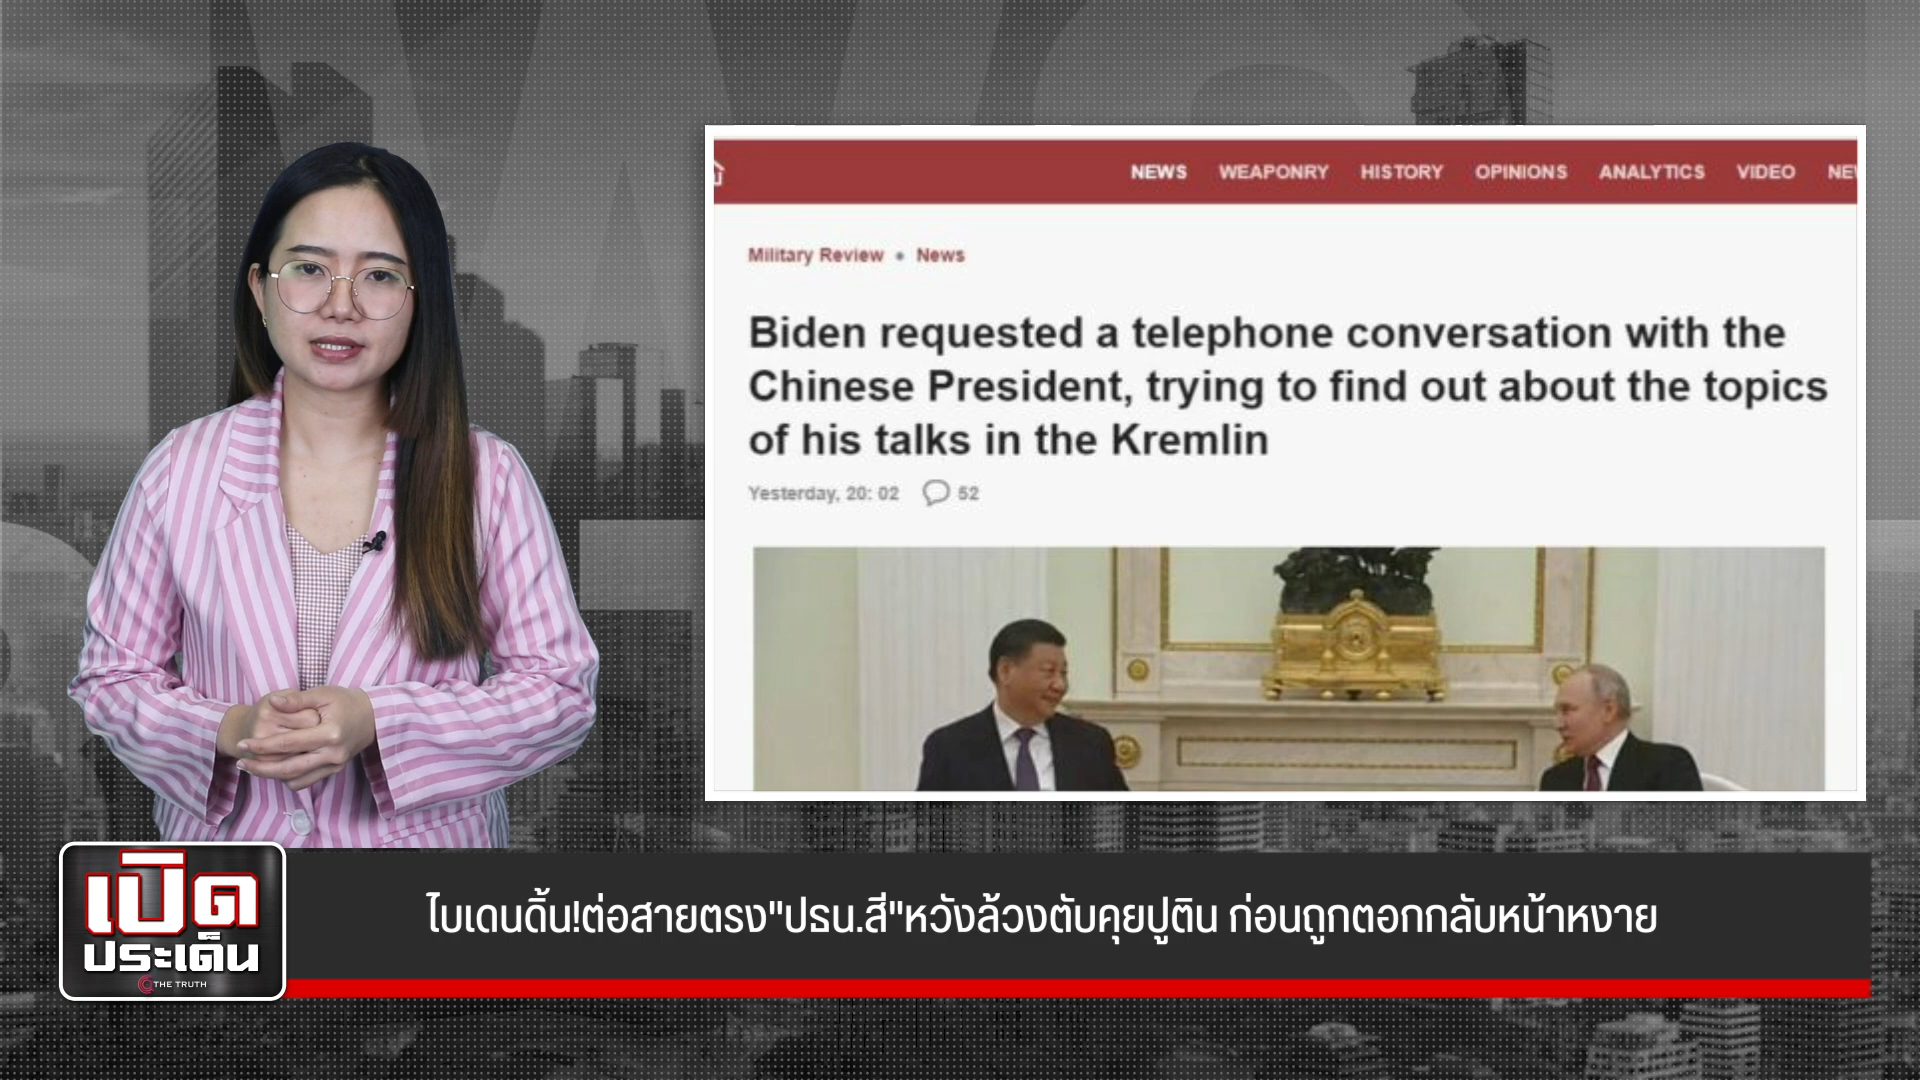 NEWS WEAPONRY HISTORY OPINIONS ANALYTICS VIDEO
Military Review • News
Biden requested a telephone conversation with the
Chinese President, trying to find out about the topics
of his talks in the Kremlin
Yesterday, 20: 02 52
เปิด
ประเด็น
THE TRUTH
ไบเดนดิ้น!ต่อสายตรง"ปธน.สี"หวังล้วงตับคุยปูติน ก่อนถูกตอกกลับหน้าหงาย